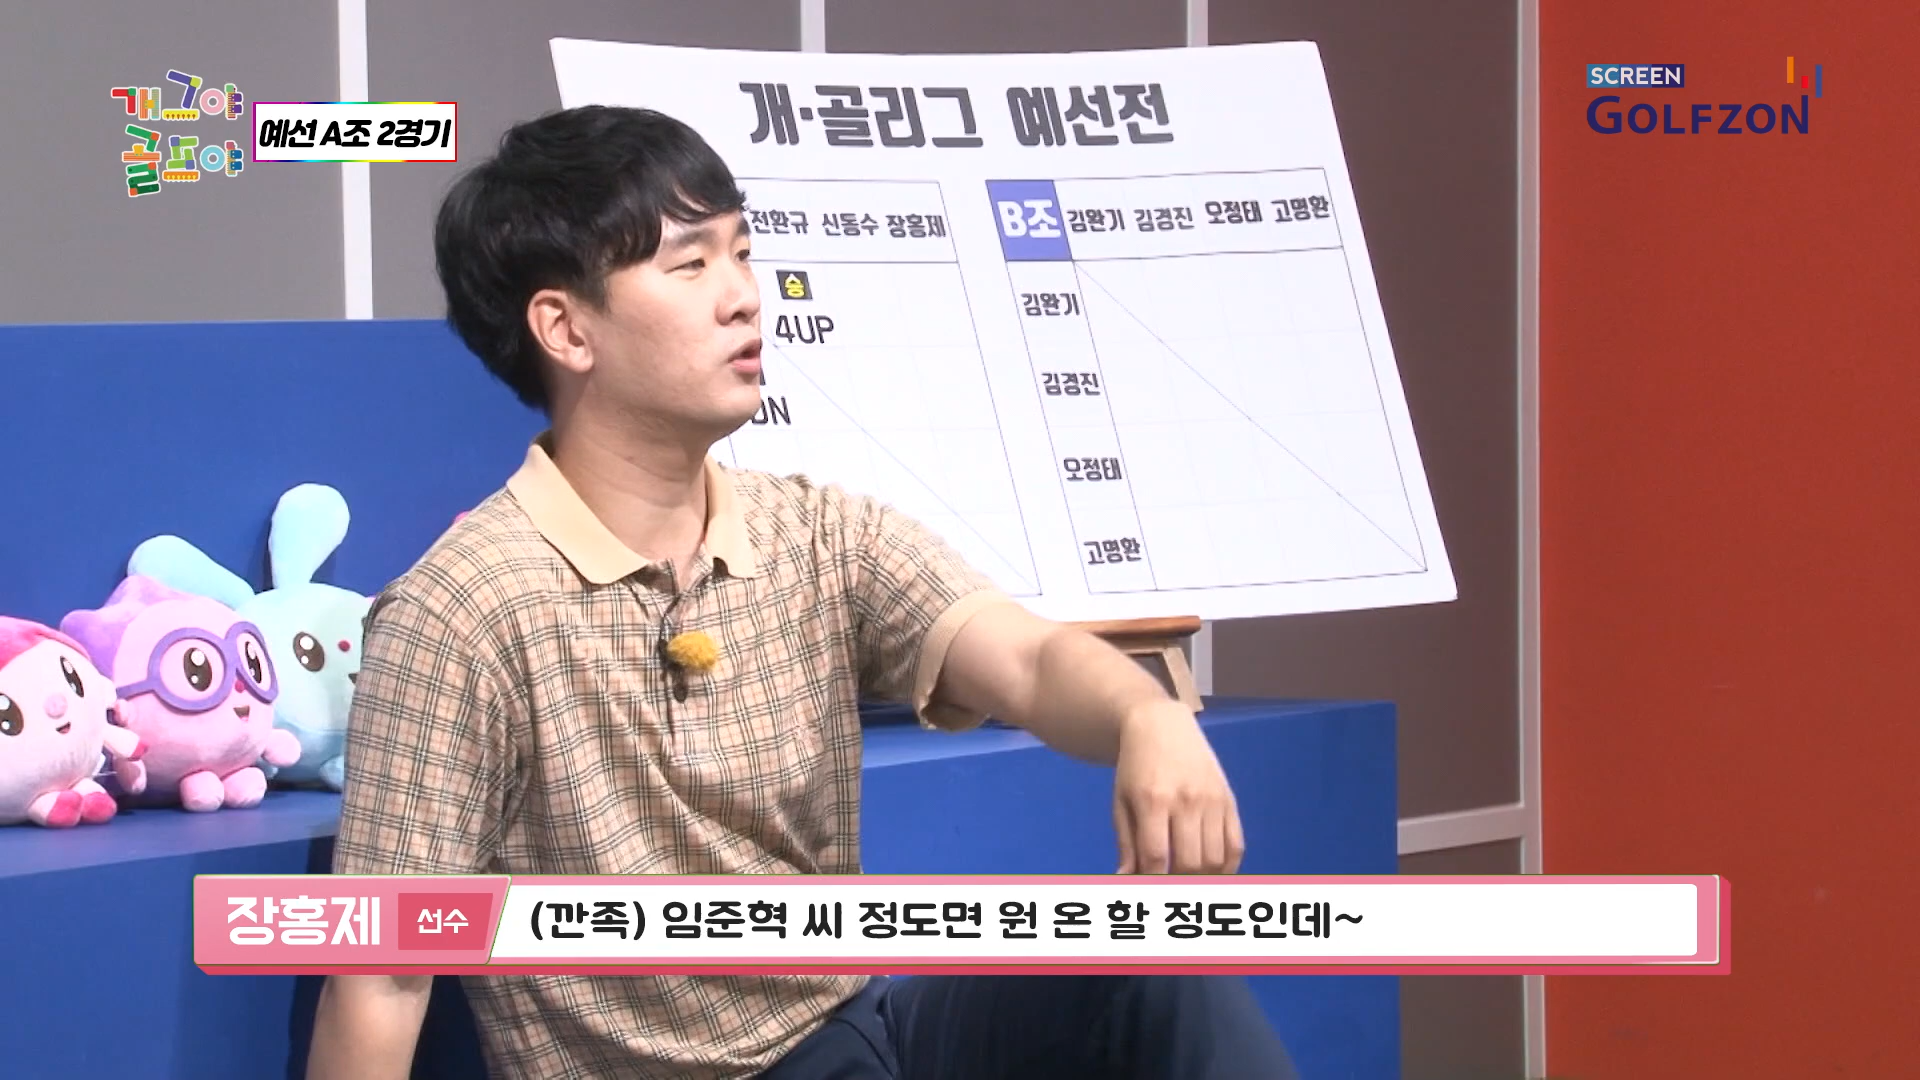 개그야
골프야
예선 A조 2경기
SCREEN
GOLFZON
개·골리그 예선전
전환규 신동수 장홍제
승
4UP
DN
B조 김완기 김경진 오정태 고명환
김완기
김경진
오정태
고명환
장홍제 선수 (깐족) 임준혁 씨 정도면 원 온 할 정도인데~